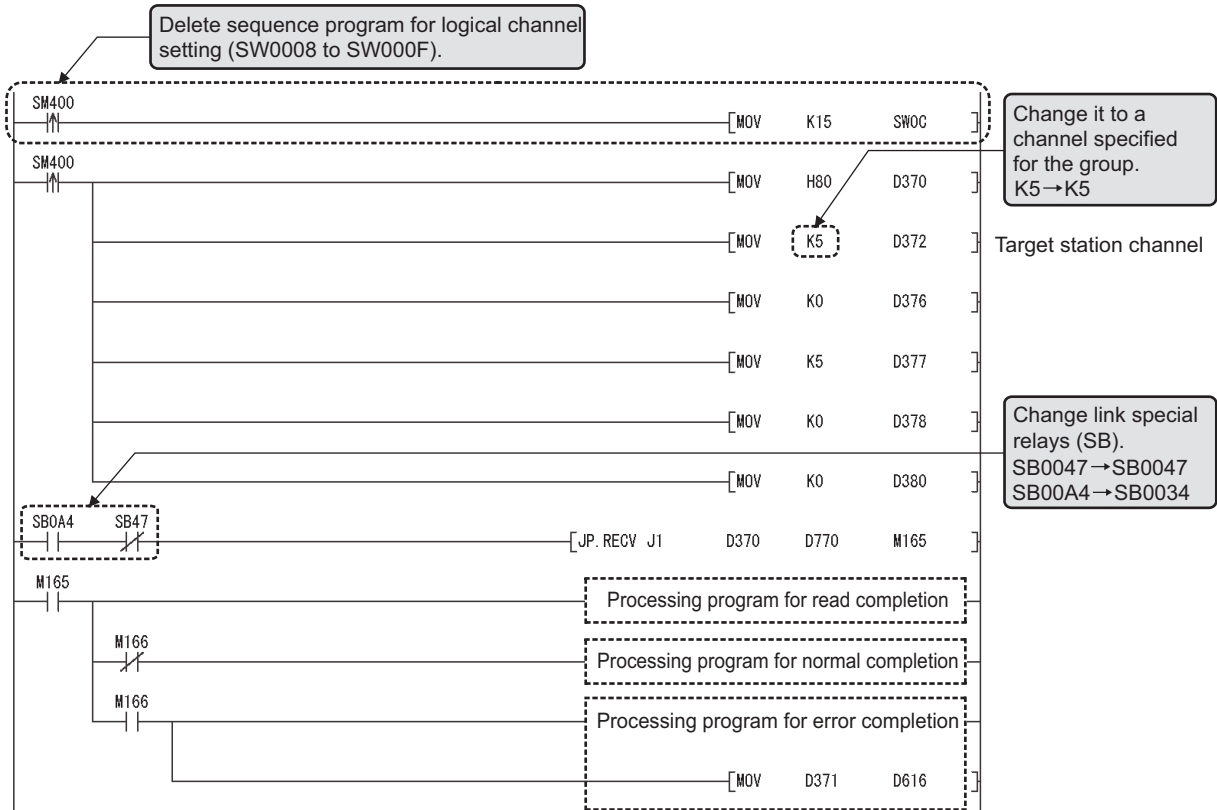 Delete sequence program for logical channel
setting (SW0008 to SW000F).
SM400
[MOV K15 SW0C ]
Change it to a
channel specified
for the group.
K5→K5
SM400
[MOV H80 D370 ]
[MOV K5 D372 ] Target station channel
[MOV K0 D376 ]
[MOV K5 D377 ]
[MOV K0 D378 ]
Change link special
relays (SB).
SB0047→SB0047
SB00A4→SB0034
[MOV K0 D380 ]
SB0A4 SB47
[JP.RECV J1 D370 D770 M165 ]
M165
Processing program for read completion
M166
Processing program for normal completion
M166
Processing program for error completion
[MOV D371 D616 ]